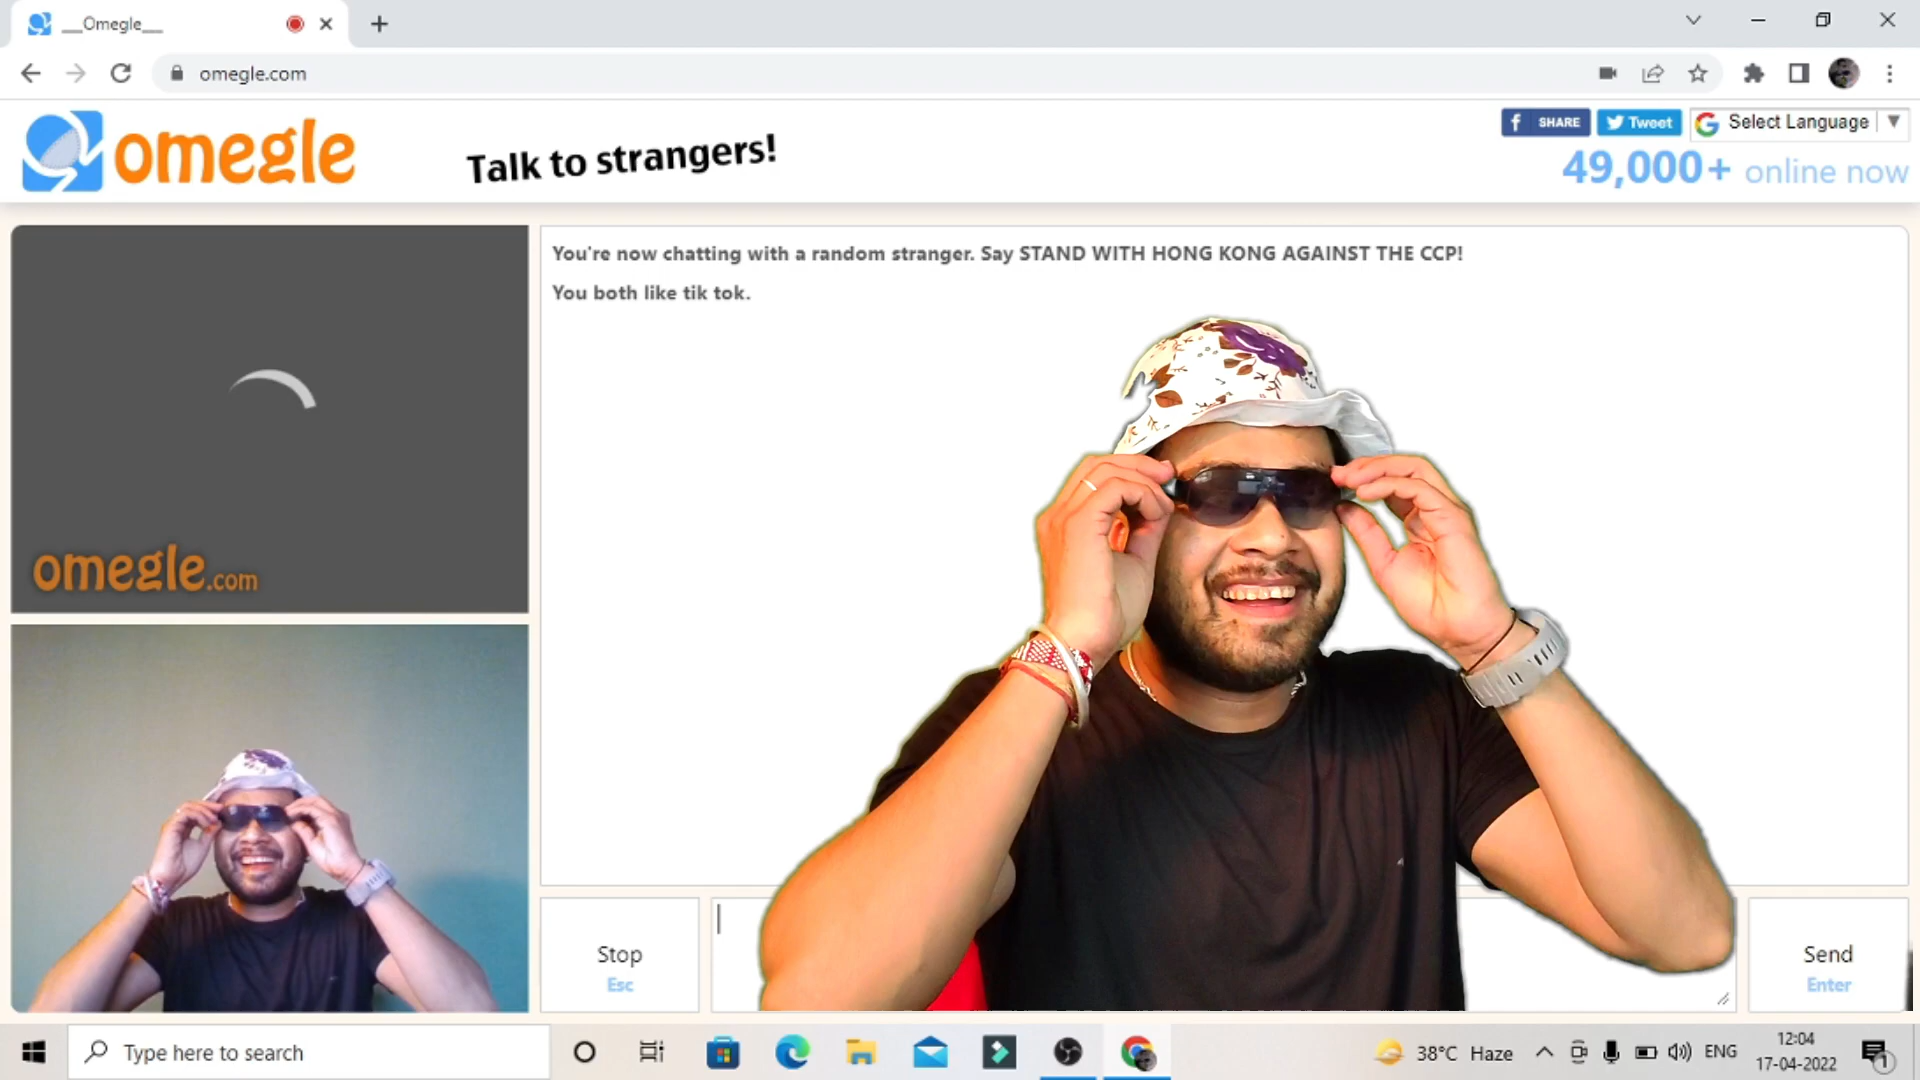 __Omegle__
omegle.com
omegle
Talk to strangers!
SHARE
Tweet
Select Language
49,000+ online now
You're now chatting with a random stranger. Say STAND WITH HONG KONG AGAINST THE CCP!
You both like tik tok.
omegle.com
Stop
Esc
Send
Enter
Type here to search
38°C Haze
ENG
12:04
17-04-2022
1